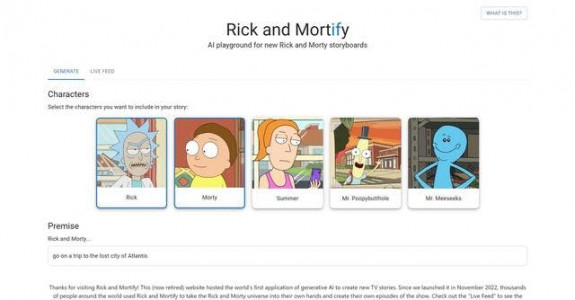 WHAT IS THIS?
Rick and Mortify
AI playground for new Rick and Morty storyboards
GENERATE LIVE FEED
Characters
Select the characters you want to include in your story:
Rick Morty Summer Mr. Poopybutthole Mr. Meeseeks
Premise
Rick and Morty...
go on a trip to the lost city of Atlantis
Thanks for visiting Rick and Mortify! This (now retired) website hosted the world's first application of generative AI to create new TV stories. Since we launched it in November 2022, thousands
of people around the world used Rick and Mortify to take the Rick and Morty universe into their own hands and create their own episodes of the show. Check out the "Live feed" to see the